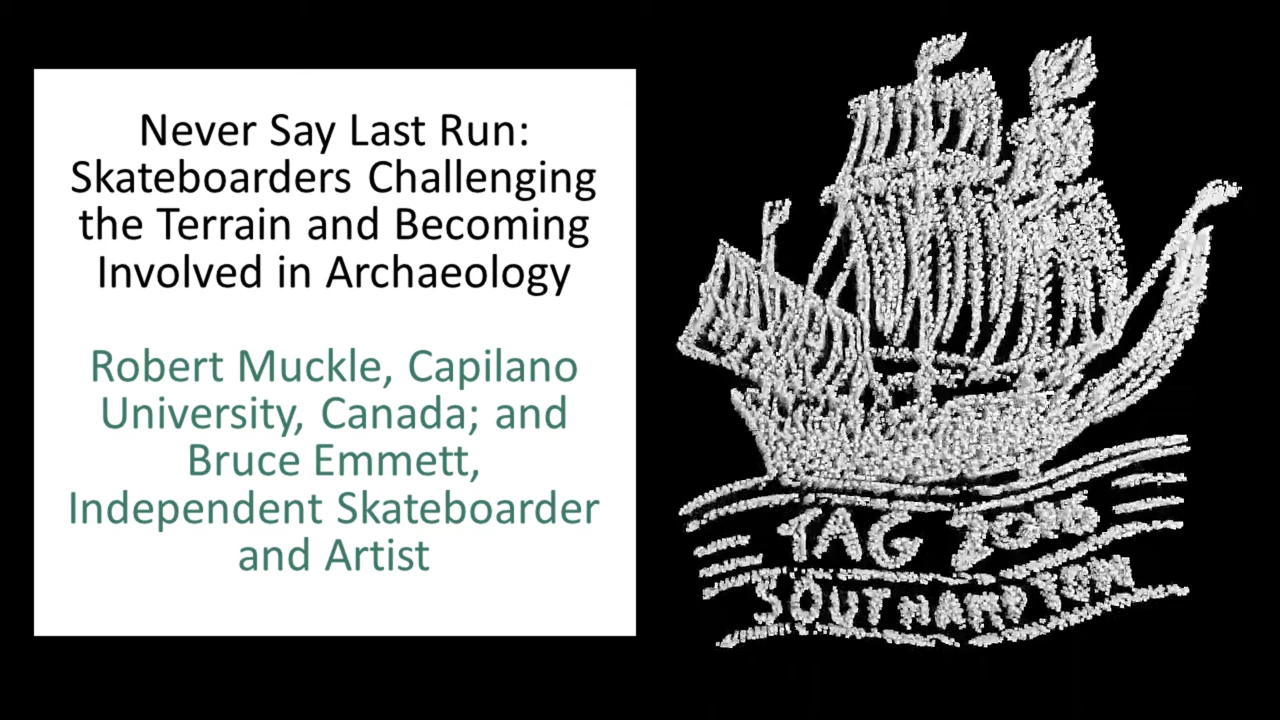 Never Say Last Run:
Skateboarders Challenging
the Terrain and Becoming
Involved in Archaeology
Robert Muckle, Capilano
University, Canada; and
Bruce Emmett,
Independent Skateboarder
and Artist
TAG 2016
SOUTHAMPTON